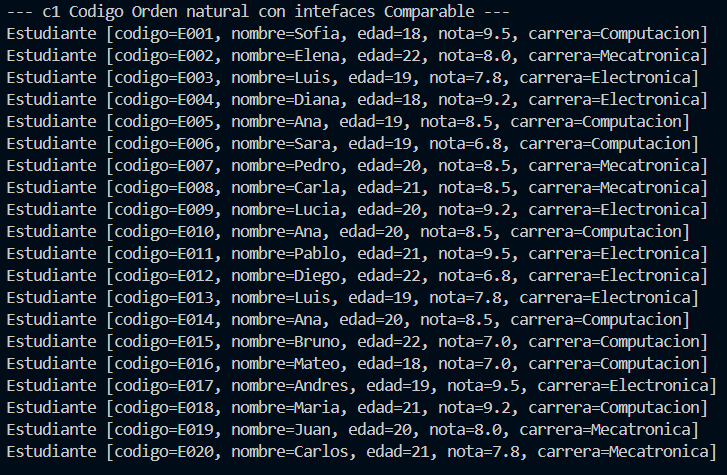 --- c1 Codigo Orden natural con intefaces Comparable ---
Estudiante [codigo=E001, nombre=Sofia, edad=18, nota=9.5, carrera=Computacion]
Estudiante [codigo=E002, nombre=Elena, edad=22, nota=8.0, carrera=Mecatronica]
Estudiante [codigo=E003, nombre=Luis, edad=19, nota=7.8, carrera=Electronica]
Estudiante [codigo=E004, nombre=Diana, edad=18, nota=9.2, carrera=Electronica]
Estudiante [codigo=E005, nombre=Ana, edad=19, nota=8.5, carrera=Computacion]
Estudiante [codigo=E006, nombre=Sara, edad=19, nota=6.8, carrera=Computacion]
Estudiante [codigo=E007, nombre=Pedro, edad=20, nota=8.5, carrera=Mecatronica]
Estudiante [codigo=E008, nombre=Carla, edad=21, nota=8.5, carrera=Mecatronica]
Estudiante [codigo=E009, nombre=Lucia, edad=20, nota=9.2, carrera=Electronica]
Estudiante [codigo=E010, nombre=Ana, edad=20, nota=8.5, carrera=Computacion]
Estudiante [codigo=E011, nombre=Pablo, edad=21, nota=9.5, carrera=Electronica]
Estudiante [codigo=E012, nombre=Diego, edad=22, nota=6.8, carrera=Electronica]
Estudiante [codigo=E013, nombre=Luis, edad=19, nota=7.8, carrera=Electronica]
Estudiante [codigo=E014, nombre=Ana, edad=20, nota=8.5, carrera=Computacion]
Estudiante [codigo=E015, nombre=Bruno, edad=22, nota=7.0, carrera=Computacion]
Estudiante [codigo=E016, nombre=Mateo, edad=18, nota=7.0, carrera=Computacion]
Estudiante [codigo=E017, nombre=Andres, edad=19, nota=9.5, carrera=Electronica]
Estudiante [codigo=E018, nombre=Maria, edad=21, nota=9.2, carrera=Computacion]
Estudiante [codigo=E019, nombre=Juan, edad=20, nota=8.0, carrera=Mecatronica]
Estudiante [codigo=E020, nombre=Carlos, edad=21, nota=7.8, carrera=Mecatronica]